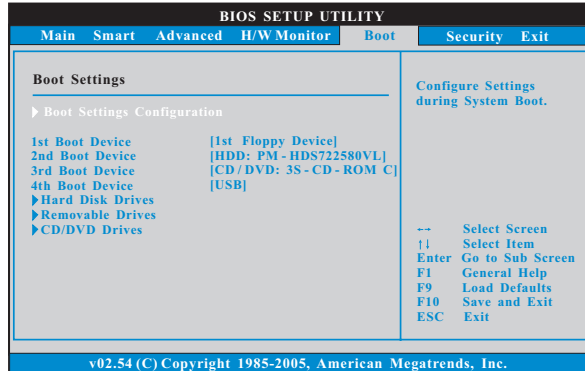 BIOS SETUP UTILITY
Main Smart Advanced H/W Monitor Boot Security Exit
Boot Settings
Boot Settings Configuration
1st Boot Device [1st Floppy Device]
2nd Boot Device [HDD: PM - HDS722580VL]
3rd Boot Device [CD / DVD: 3S - CD - ROM C]
4th Boot Device [USB]
Hard Disk Drives
Removable Drives
CD/DVD Drives
Configure Settings
during System Boot.
←→ Select Screen
↑↓ Select Item
Enter Go to Sub Screen
F1 General Help
F9 Load Defaults
F10 Save and Exit
ESC Exit
v02.54 (C) Copyright 1985-2005, American Megatrends, Inc.